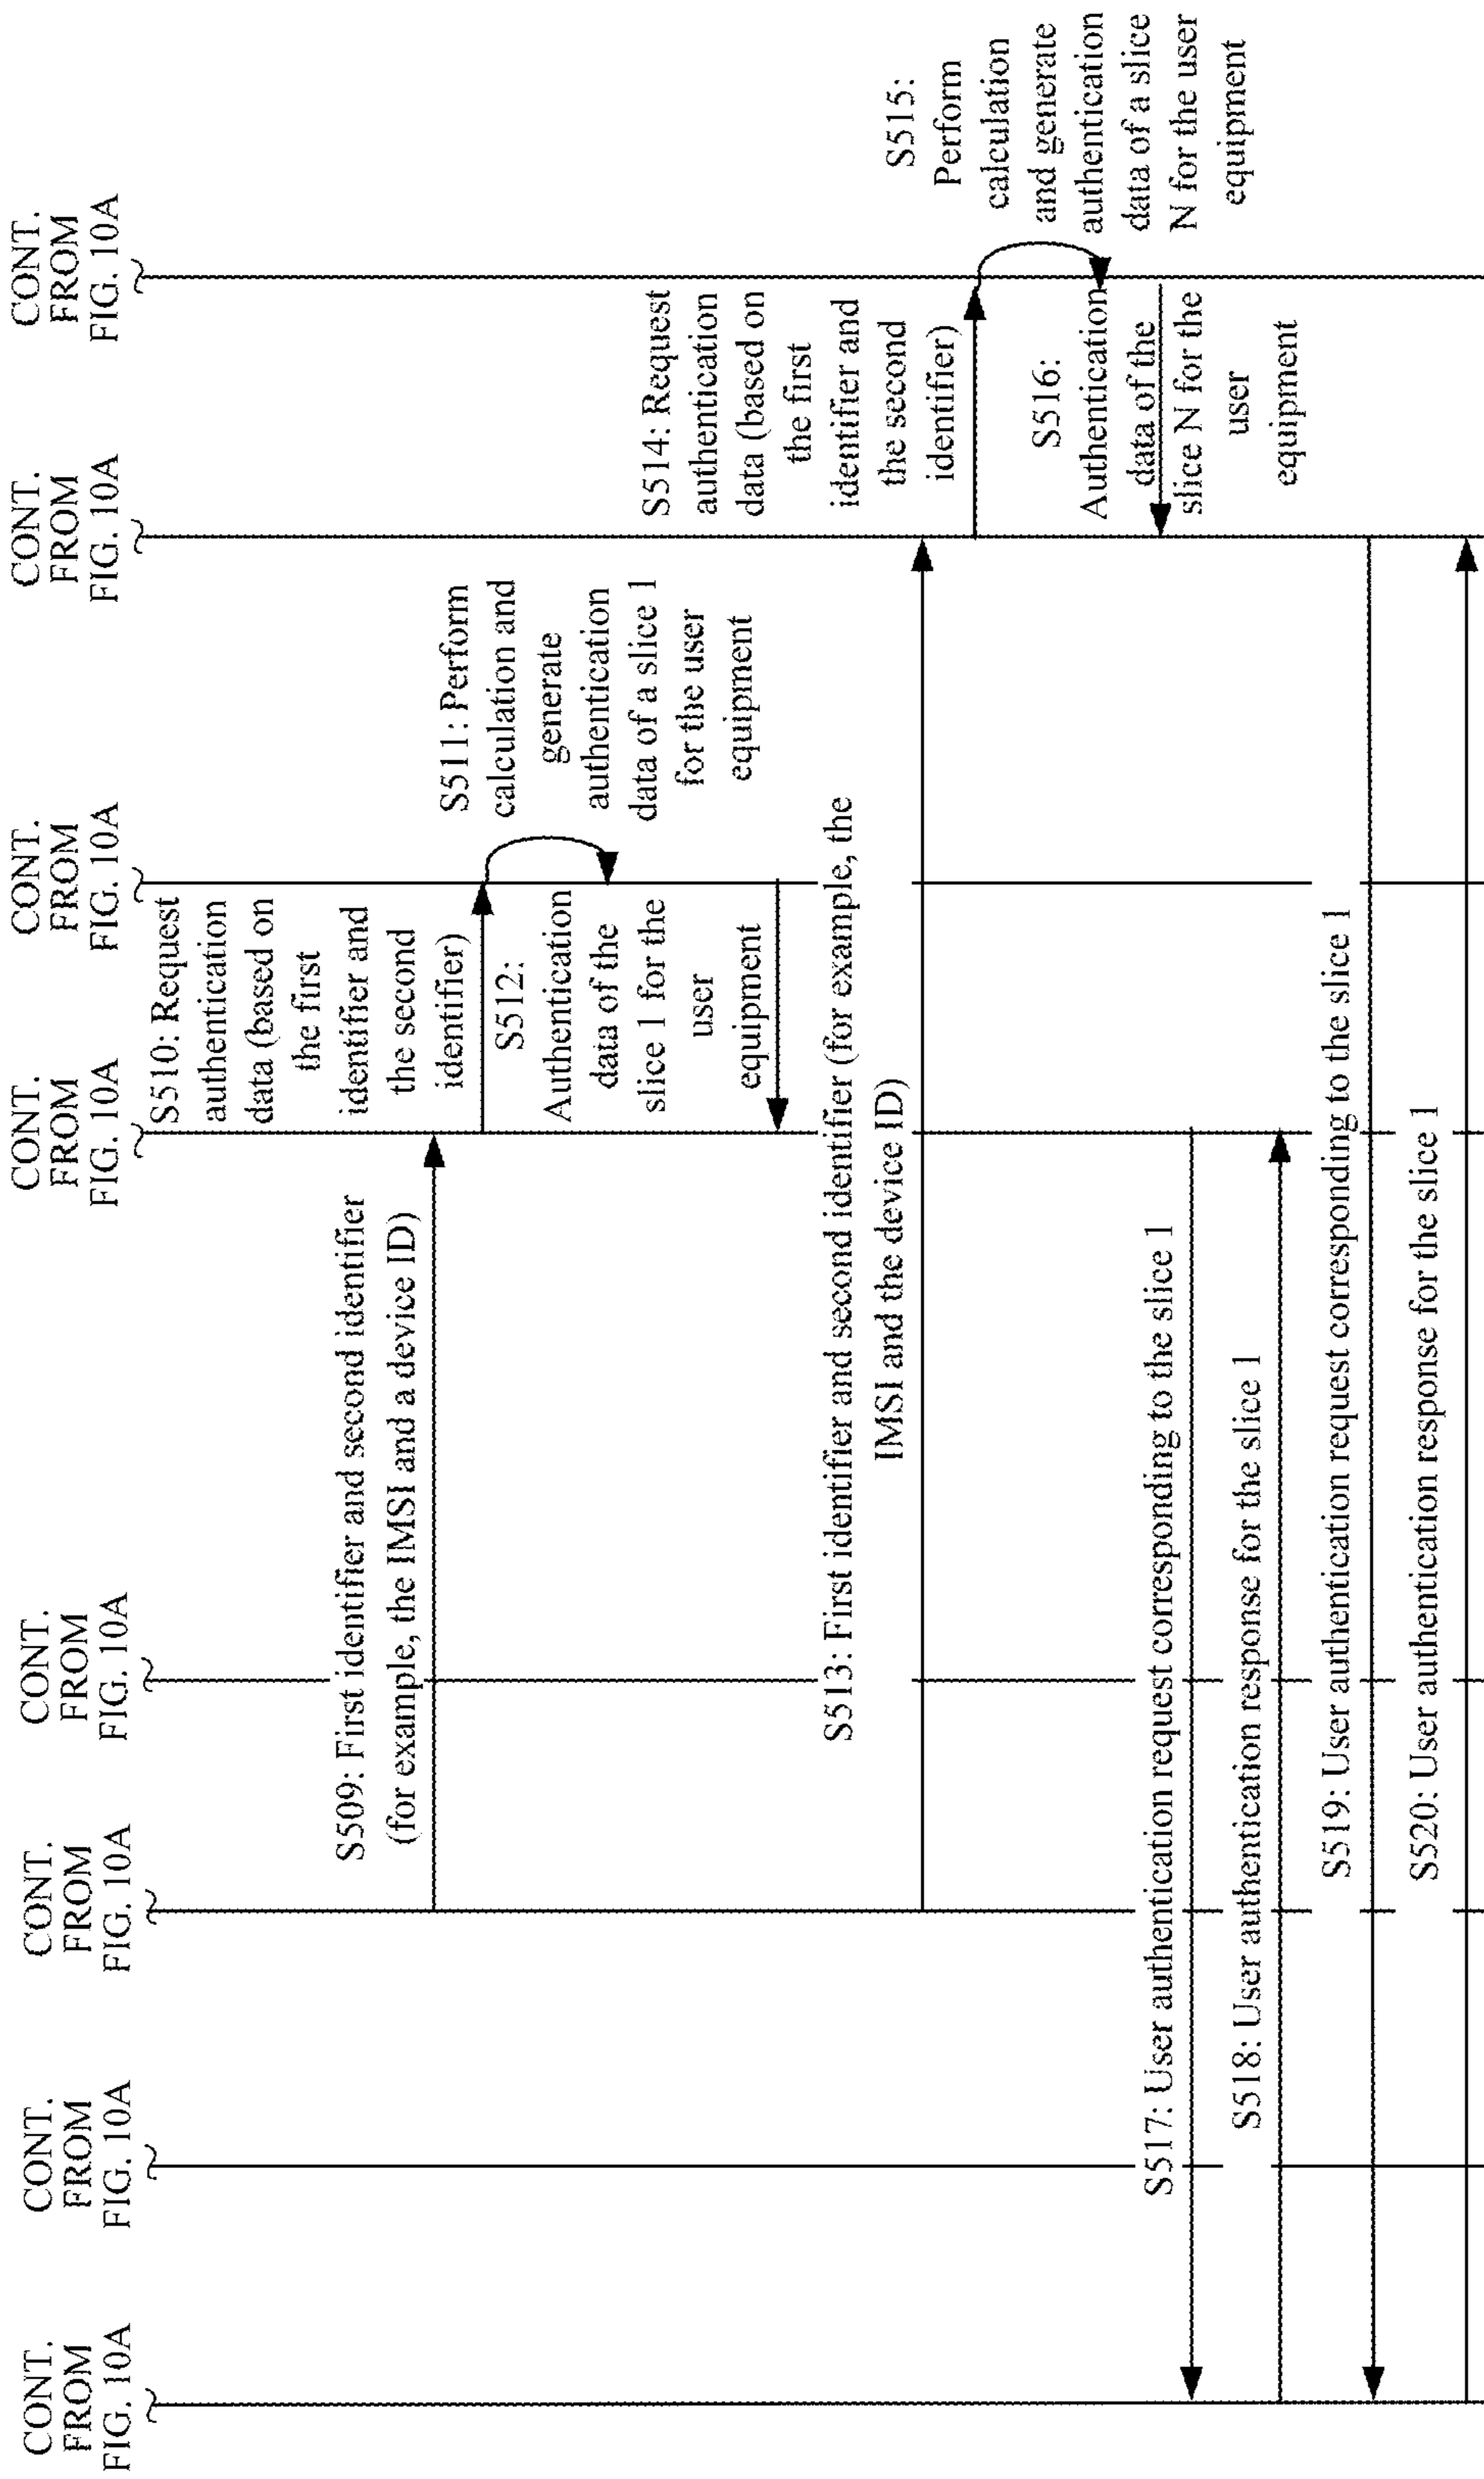 CONT.
FROM
FIG. 10A
CONT.
FROM
FIG. 10A
CONT.
FROM
FIG. 10A
CONT.
FROM
FIG. 10A
CONT.
FROM
FIG. 10A
CONT.
FROM
FIG. 10A
CONT.
FROM
FIG. 10A
CONT.
FROM
FIG. 10A
S509: First identifier and second identifier
(for example, the IMSI and a device ID)
S510: Request
authentication
data (based on
the first
identifier and
the second
identifier)
S511: Perform
calculation and
generate
authentication
data of a slice 1
for the user
equipment
S512:
Authentication
data of the
slice 1 for the
user
equipment
S513: First identifier and second identifier (for example, the
IMSI and the device ID)
S514: Request
authentication
data (based on
the first
identifier and
the second
identifier)
S515:
Perform
calculation
and generate
authentication
data of a slice
N for the user
equipment
S516:
Authentication
data of the
slice N for the
user
equipment
S517: User authentication request corresponding to the slice 1
S518: User authentication response for the slice 1
S519: User authentication request corresponding to the slice 1
S520: User authentication response for the slice 1